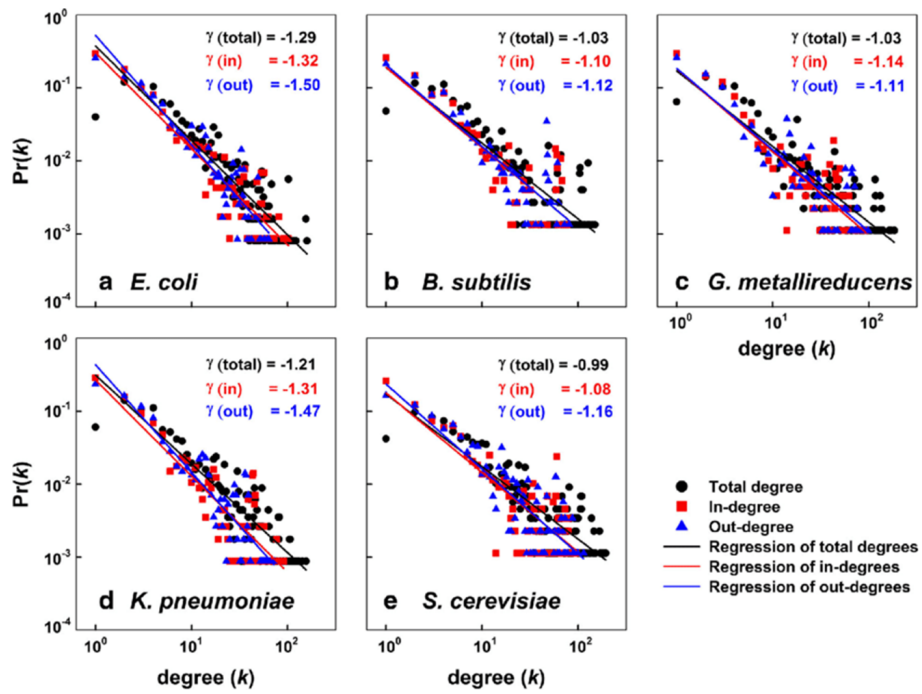 10⁰
10⁻¹
10⁻²
10⁻³
10⁻⁴
Pr(k)
γ (total) = -1.29
γ (in) = -1.32
γ (out) = -1.50
a E. coli
γ (total) = -1.03
γ (in) = -1.10
γ (out) = -1.12
b B. subtilis
γ (total) = -1.03
γ (in) = -1.14
γ (out) = -1.11
c G. metallireducens
10⁰ 10¹ 10²
degree (k)
10⁰
10⁻¹
10⁻²
10⁻³
10⁻⁴
Pr(k)
γ (total) = -1.21
γ (in) = -1.31
γ (out) = -1.47
d K. pneumoniae
10⁰ 10¹ 10²
degree (k)
γ (total) = -0.99
γ (in) = -1.08
γ (out) = -1.16
e S. cerevisiae
10⁰ 10¹ 10²
degree (k)
Total degree
In-degree
Out-degree
Regression of total degrees
Regression of in-degrees
Regression of out-degrees